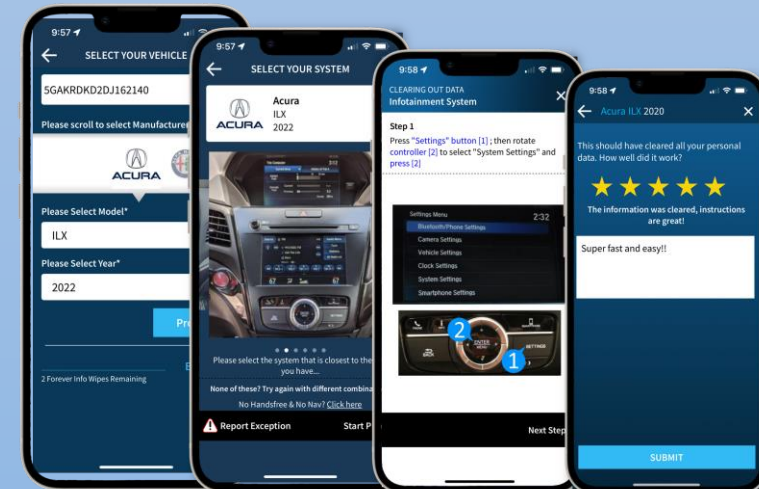 9:57
SELECT YOUR VEHICLE
5GAKRDKD2DJ162140
Please scroll to select Manufacturer
ACURA
Please Select Model*
ILX
Please Select Year*
2022
2 Forever Info Wipes Remaining
9:57
SELECT YOUR SYSTEM
ACURA
Acura
ILX
2022
Please select the system that is closest to the
you have...
None of these? Try again with different combina
No Handsfree & No Nav? Click here
Report Exception
Start P
9:58
CLEARING OUT DATA
Infotainment System
Step 1
Press "Settings" button [1] ; then rotate
controller [2] to select "System Settings" and
press [2]
Settings Menu 2:32
Bluetooth/Phone Settings
Camera Settings
Vehicle Settings
Clock Settings
System Settings
Smartphone Settings
2
ENTER
MENU
BACK
SETTINGS
1
Next Step
9:58
Acura ILX 2020
This should have cleared all your personal
data. How well did it work?
The information was cleared, instructions
are great!
Super fast and easy!!
SUBMIT